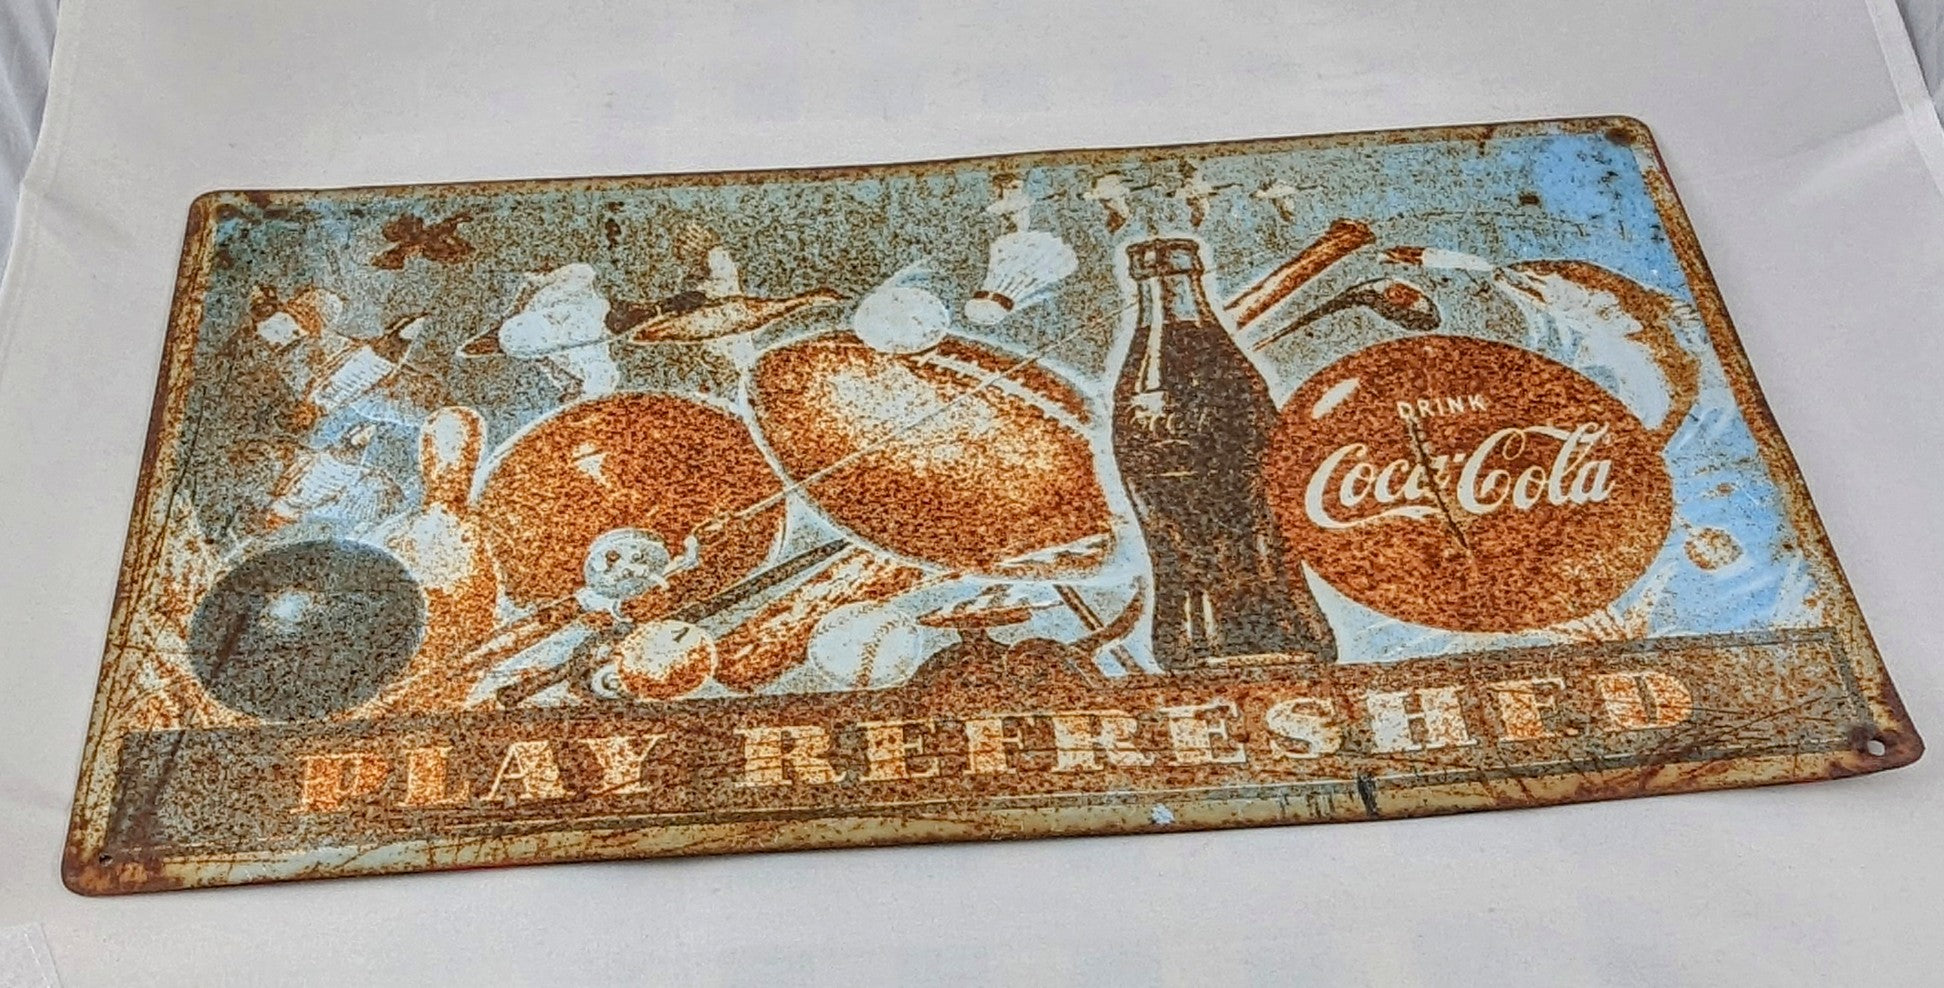 DRINK
Coca-Cola
PLAY REFRESHED